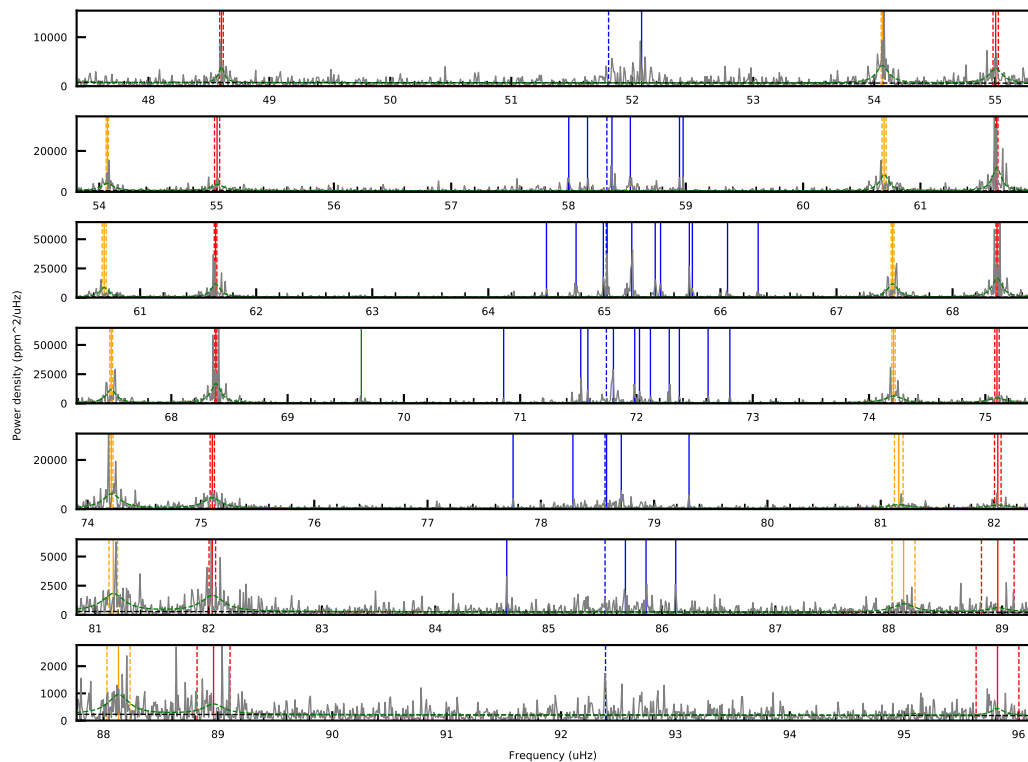 10000
0
48 49 50 51 52 53 54 55
20000
0
54 55 56 57 58 59 60 61
50000
25000
0
61 62 63 64 65 66 67 68
50000
25000
0
68 69 70 71 72 73 74 75
20000
0
74 75 76 77 78 79 80 81 82
5000
2500
0
81 82 83 84 85 86 87 88 89
2000
1000
0
88 89 90 91 92 93 94 95 96
Power density (ppm^2/uHz)
Frequency (uHz)